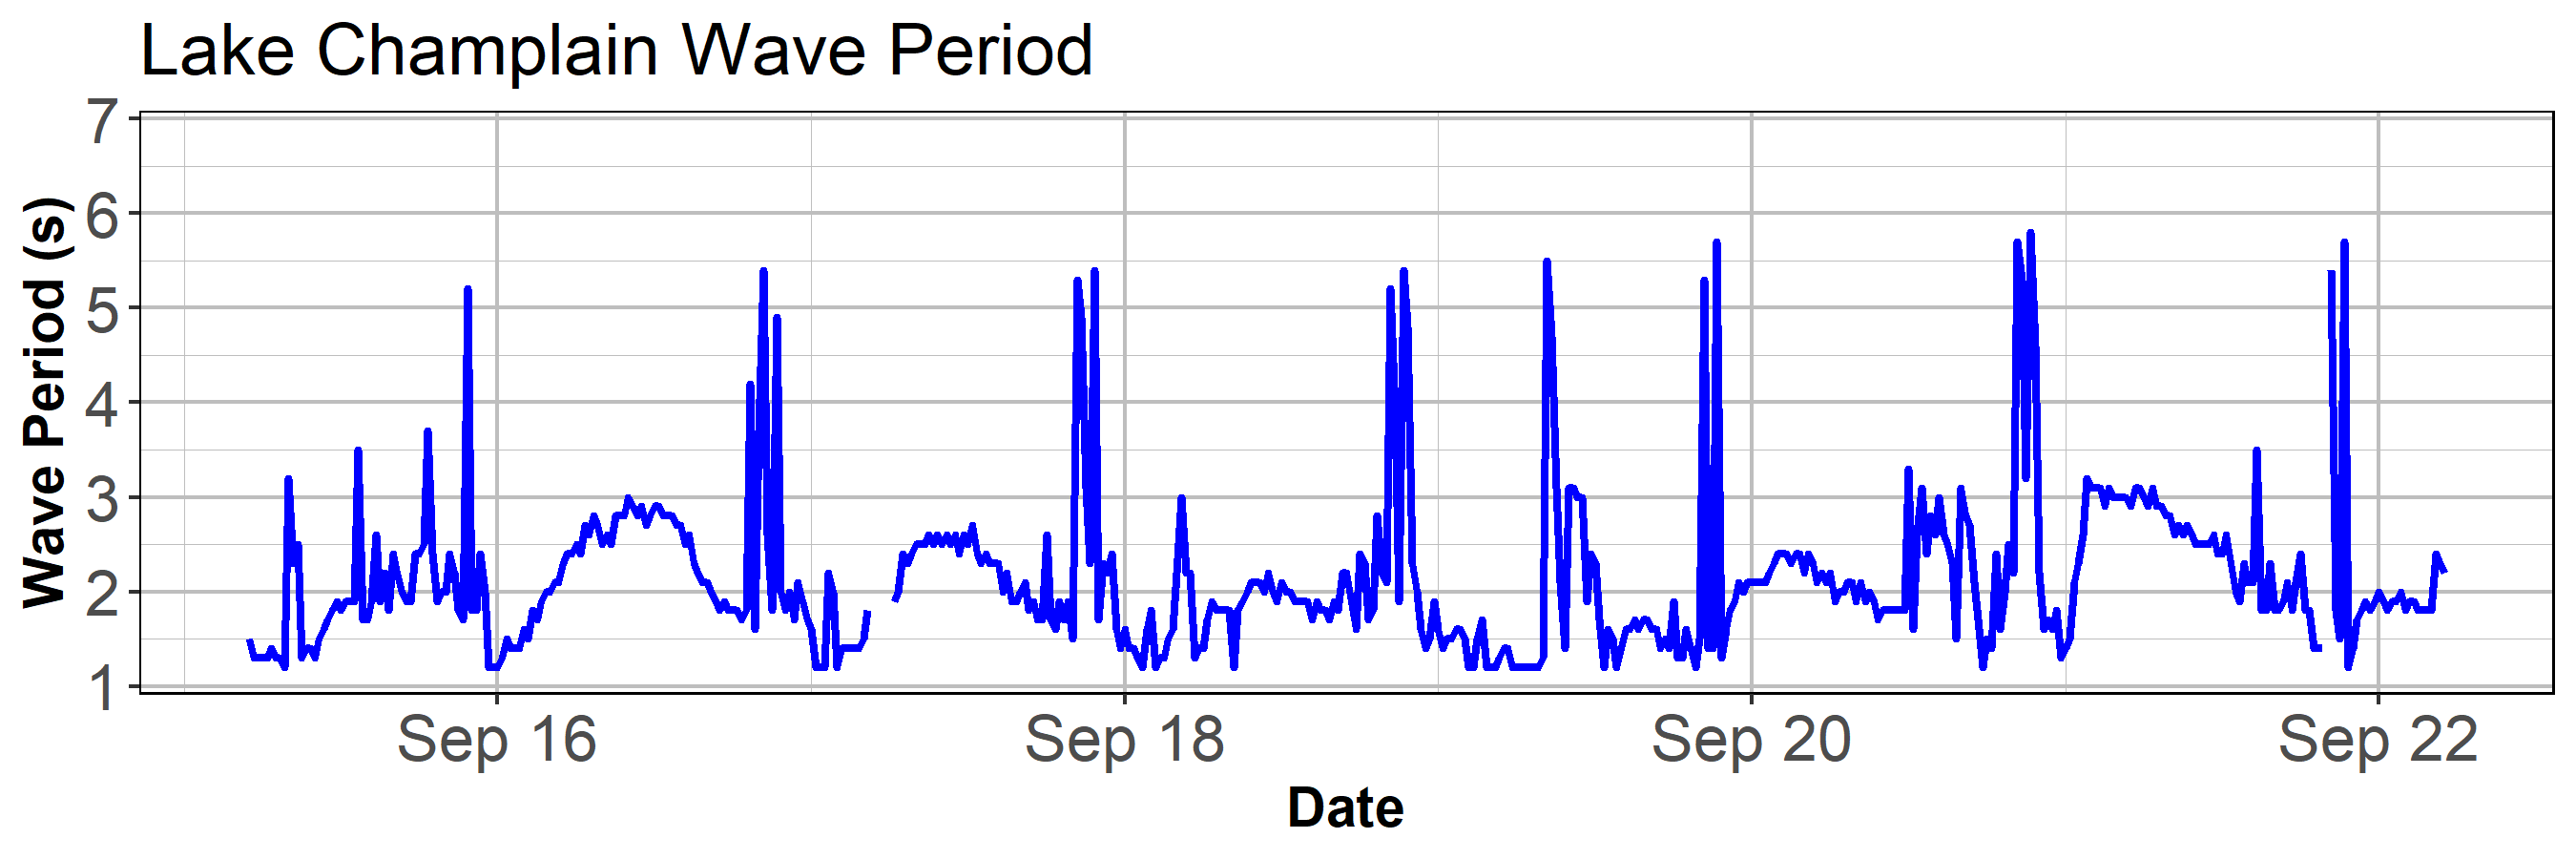 Lake Champlain Wave Period
Wave Period (s)
7
6
5
4
3
2
1
Sep 16
Sep 18
Sep 20
Sep 22
Date